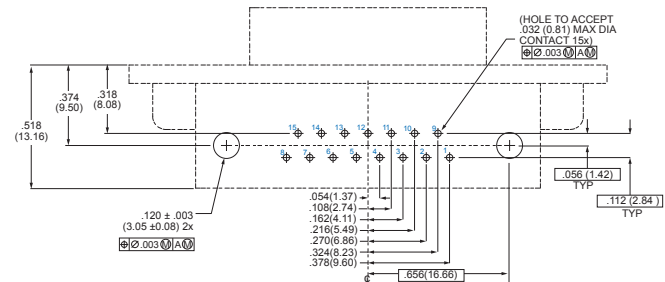 (HOLE TO ACCEPT
.032 (0.81) MAX DIA
CONTACT 15x)
⌖ Ø .003 Ⓜ A Ⓜ
.518
(13.16)
.374
(9.50)
.318
(8.08)
15 14 13 12 11 10 9
8 7 6 5 4 3 2 1
.056 (1.42)
TYP
.112 (2.84 )
TYP
.120 ± .003
(3.05 ±0.08) 2x
⌖ Ø .003 Ⓜ A Ⓜ
.054(1.37)
.108(2.74)
.162(4.11)
.216(5.49)
.270(6.86)
.324(8.23)
.378(9.60)
.656(16.66)
℄